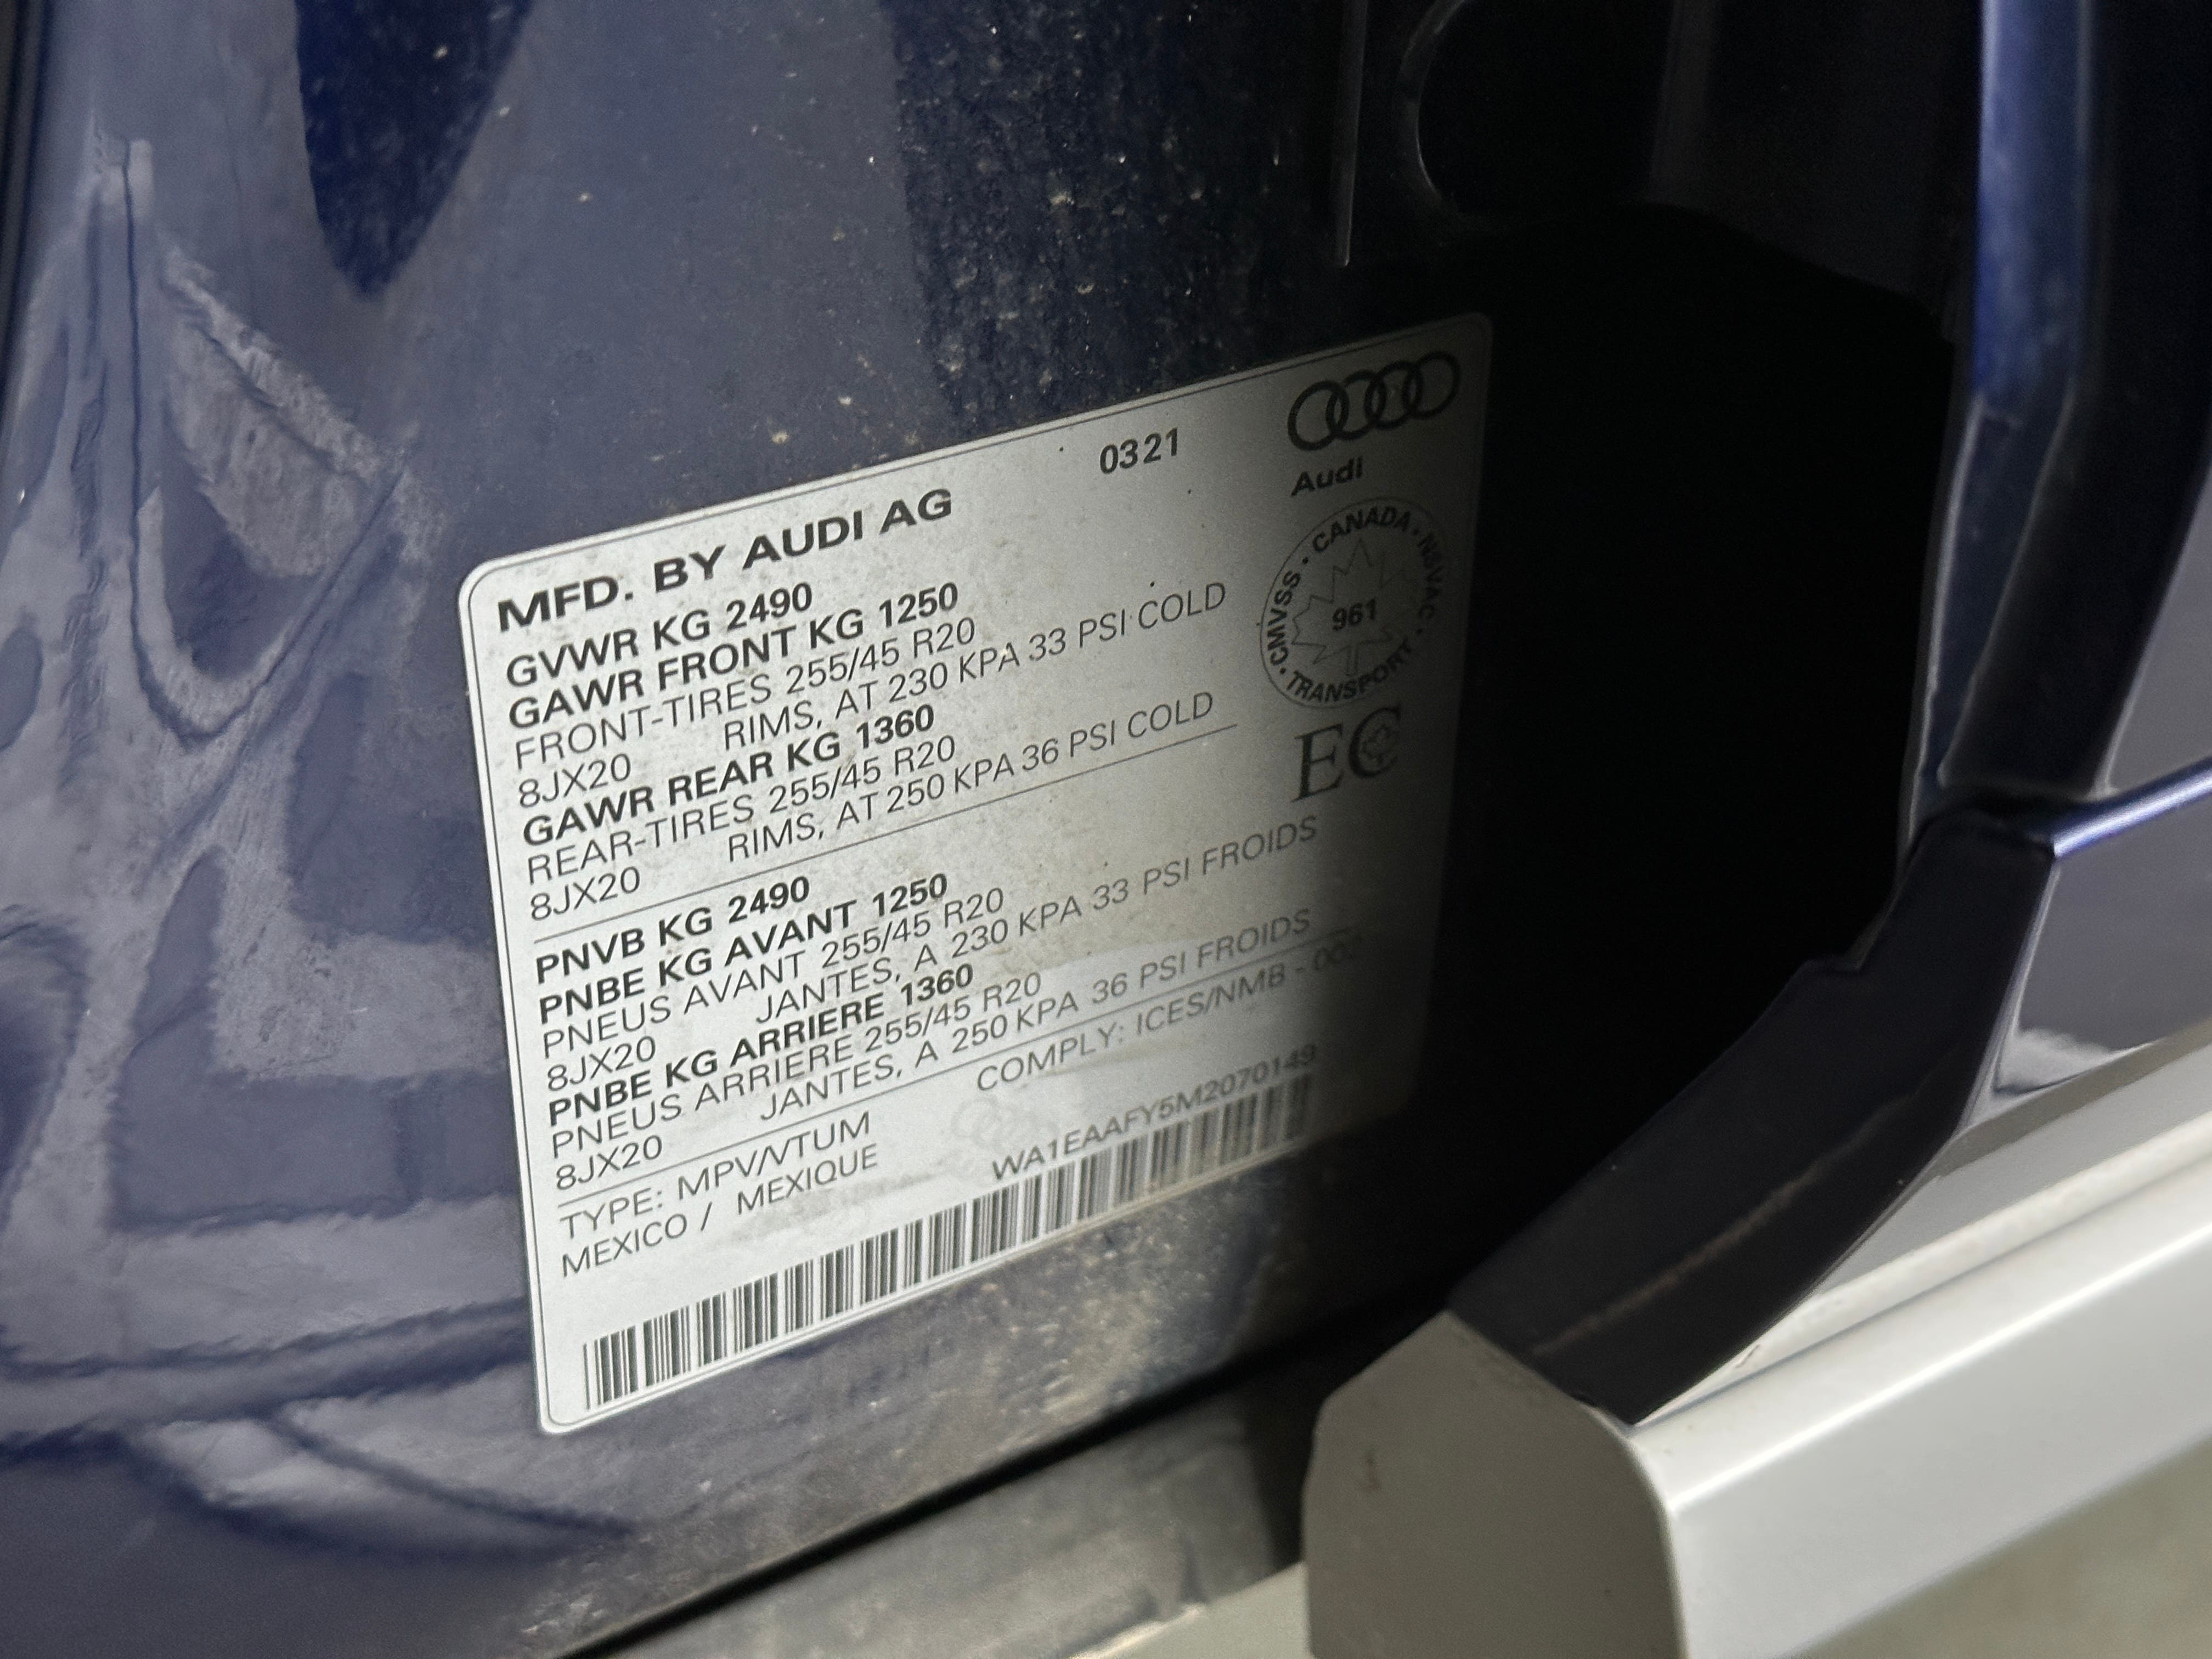 MFD. BY AUDI AG 0321
Audi
GVWR KG 2490
GAWR FRONT KG 1250
FRONT-TIRES 255/45 R20
8JX20 RIMS, AT 230 KPA 33 PSI COLD
GAWR REAR KG 1360
REAR-TIRES 255/45 R20
8JX20 RIMS, AT 250 KPA 36 PSI COLD
CMVSS · CANADA · NSVAC · TRANSPORT ·
961
EC
PNVB KG 2490
PNBE KG AVANT 1250
PNEUS AVANT 255/45 R20
8JX20 JANTES, A 230 KPA 33 PSI FROIDS
PNBE KG ARRIERE 1360
PNEUS ARRIERE 255/45 R20
8JX20 JANTES, A 250 KPA 36 PSI FROIDS
TYPE: MPV/VTUM COMPLY: ICES/NMB -
MEXICO / MEXIQUE WA1EAAFY5M2070149